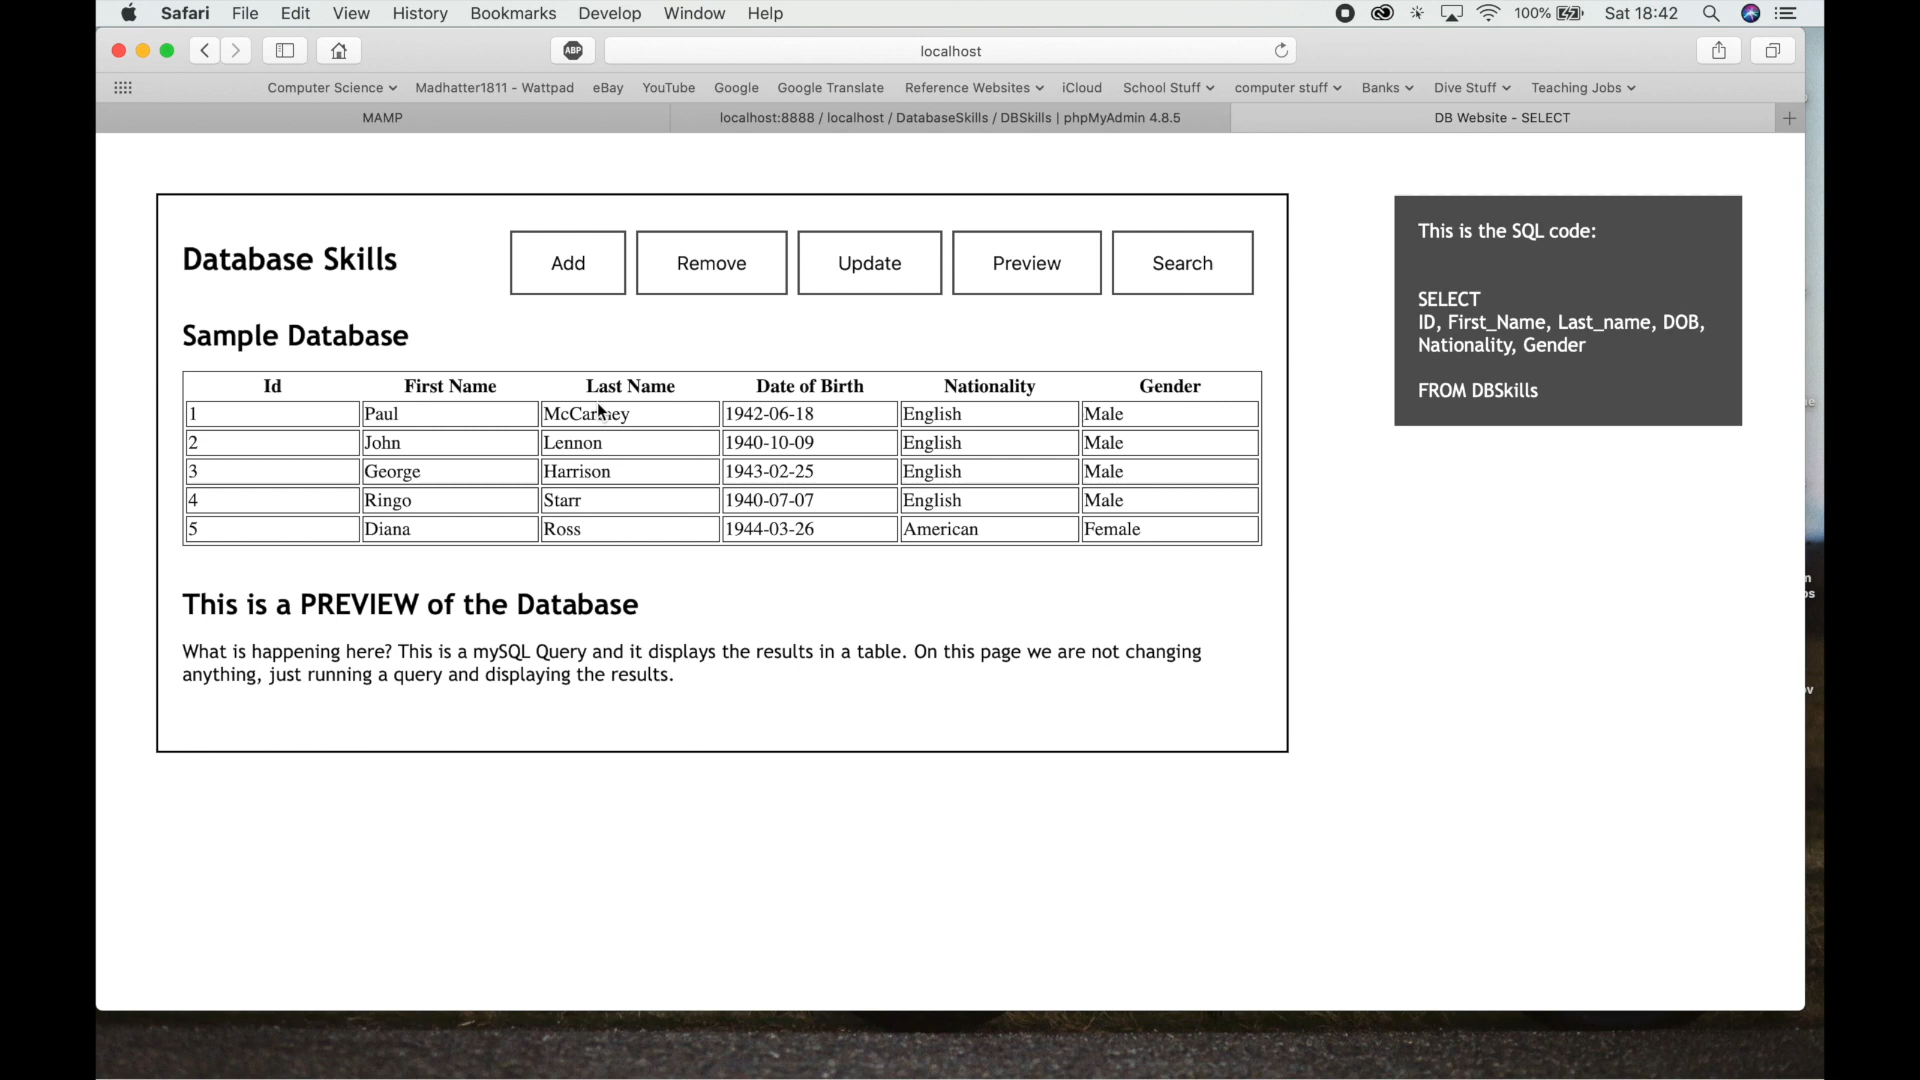 Safari File Edit View History Bookmarks Develop Window Help 100% Sat 18:42
ABP localhost
Computer Science Madhatter1811 - Wattpad eBay YouTube Google Google Translate Reference Websites iCloud School Stuff computer stuff Banks Dive Stuff Teaching Jobs
MAMP localhost:8888 / localhost / DatabaseSkills / DBSkills | phpMyAdmin 4.8.5 DB Website - SELECT
Database Skills Add Remove Update Preview Search
Sample Database
Id First Name Last Name Date of Birth Nationality Gender
1 Paul McCartney 1942-06-18 English Male
2 John Lennon 1940-10-09 English Male
3 George Harrison 1943-02-25 English Male
4 Ringo Starr 1940-07-07 English Male
5 Diana Ross 1944-03-26 American Female
This is a PREVIEW of the Database
What is happening here? This is a mySQL Query and it displays the results in a table. On this page we are not changing
anything, just running a query and displaying the results.
This is the SQL code:
SELECT
ID, First_Name, Last_name, DOB,
Nationality, Gender
FROM DBSkills